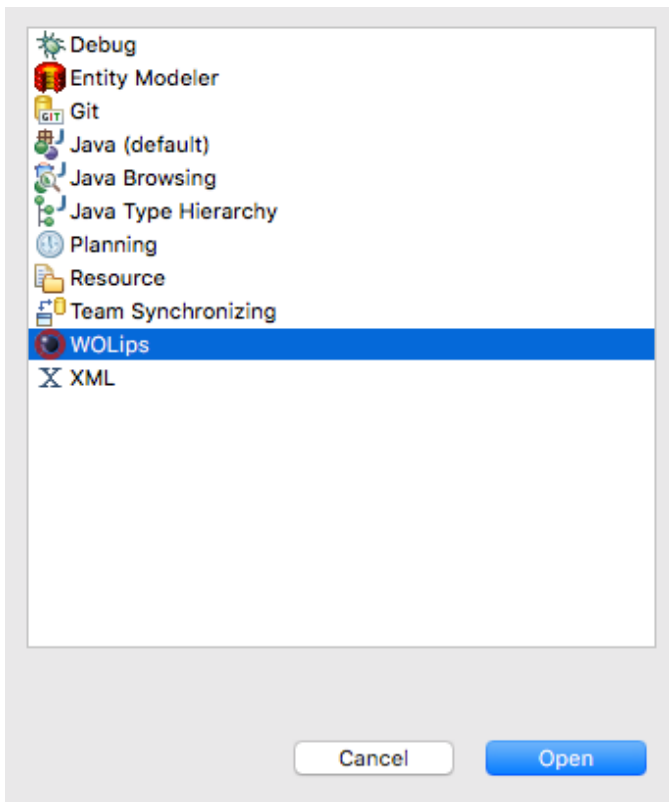 Debug
Entity Modeler
GIT Git
Java (default)
Java Browsing
Java Type Hierarchy
Planning
Resource
Team Synchronizing
WOLips
X XML
Cancel Open